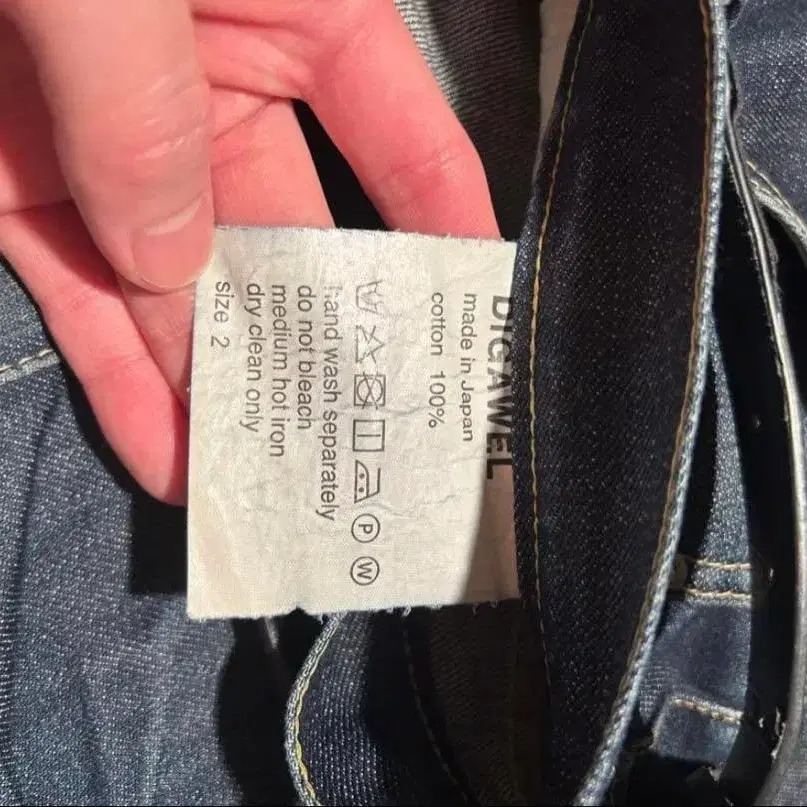 DIGAWEL
made in Japan
cotton 100%
P W
hand wash separately
do not bleach
medium hot iron
dry clean only
size 2